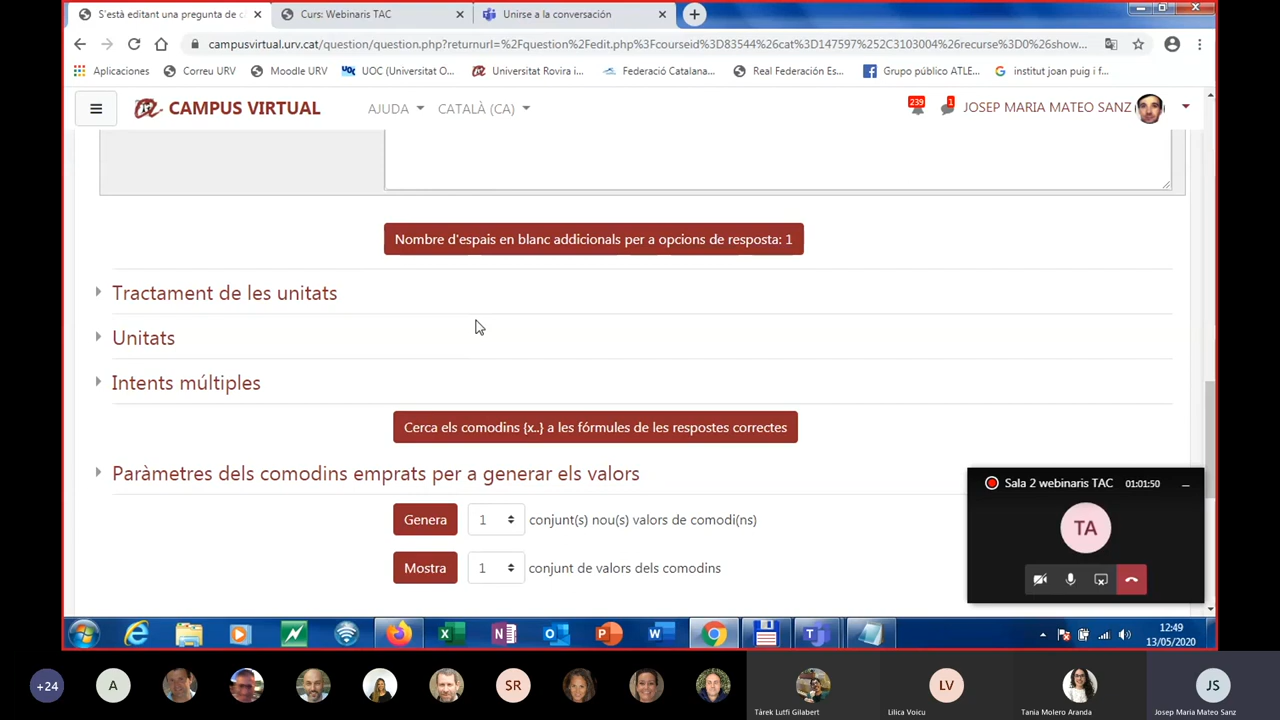 S'està editant una pregunta de c
Curs: Webinaris TAC
Unirse a la conversación
campusvirtual.urv.cat/question/question.php?returnurl=%2Fquestion%2Fedit.php%3Fcourseid%3D83544%26cat%3D147597%252C3103004%26recurse%3D0%26show...
Aplicaciones
Correu URV
Moodle URV
UOC (Universitat O...
Universitat Rovira i...
Federació Catalana...
Real Federación Es...
Grupo público ATLE...
institut joan puig i f...
CAMPUS VIRTUAL
AJUDA
CATALÀ (CA)
239
1
JOSEP MARIA MATEO SANZ
Nombre d'espais en blanc addicionals per a opcions de resposta: 1
Tractament de les unitats
Unitats
Intents múltiples
Cerca els comodins {x..} a les fórmules de les respostes correctes
Paràmetres dels comodins emprats per a generar els valors
Genera 1 conjunt(s) nou(s) valors de comodi(ns)
Mostra 1 conjunt de valors dels comodins
Sala 2 webinaris TAC 01:01:50
TA
12:49
13/05/2020
+24
A
SR
LV
JS
Tàrek Lutfi Gilabert
Lilica Voicu
Tania Molero Aranda
Josep Maria Mateo Sanz